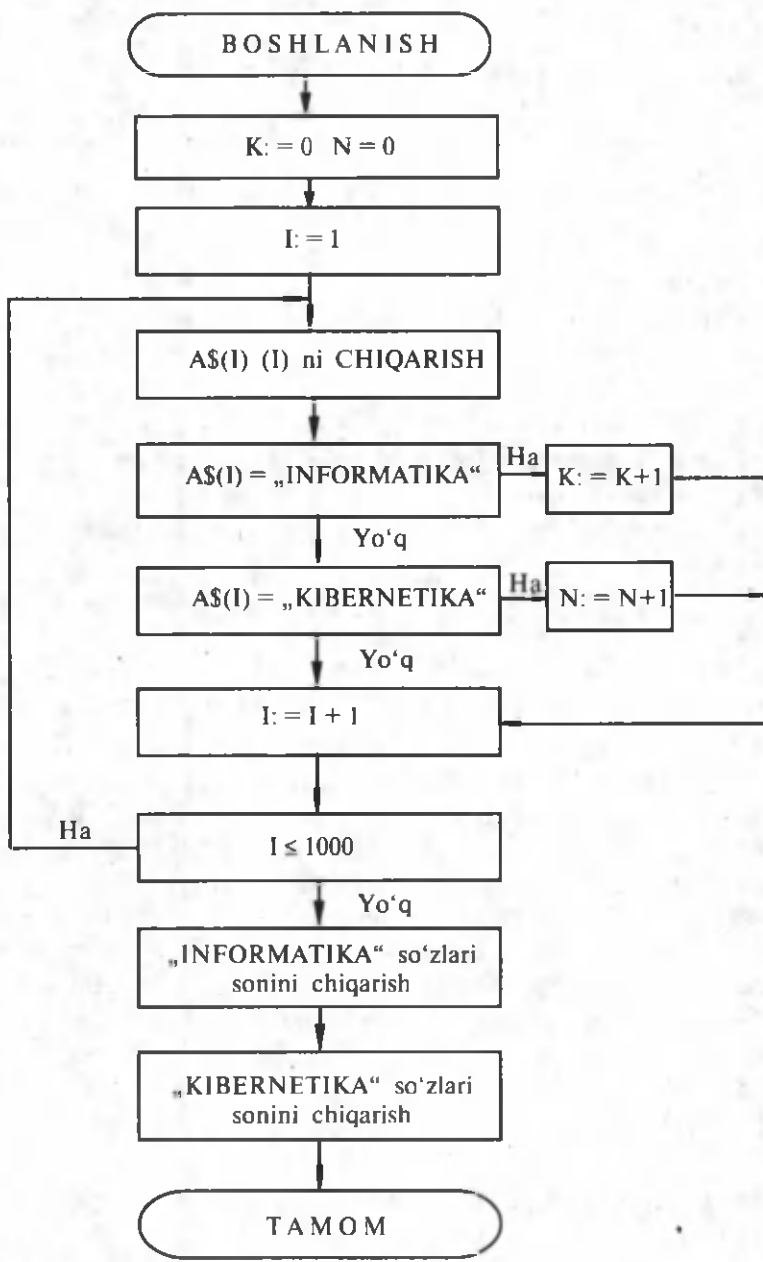 BOSHLANISH
K: = 0 N = 0
I: = 1
A$(I) (I) ni CHIQARISH
A$(I) = „INFORMATIKA“
Ha
K: = K+1
Yo‘q
A$(I) = „KIBERNETIKA“
Ha
N: = N+1
Yo‘q
I: = I + 1
Ha
I ≤ 1000
Yo‘q
„INFORMATIKA“ so‘zlari
sonini chiqarish
„KIBERNETIKA“ so‘zlari
sonini chiqarish
TAMOM